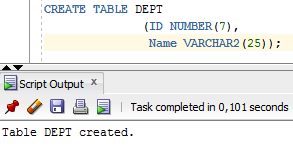 CREATE TABLE DEPT
(ID NUMBER(7),
Name VARCHAR2(25));
Script Output x
Task completed in 0,101 seconds
Table DEPT created.